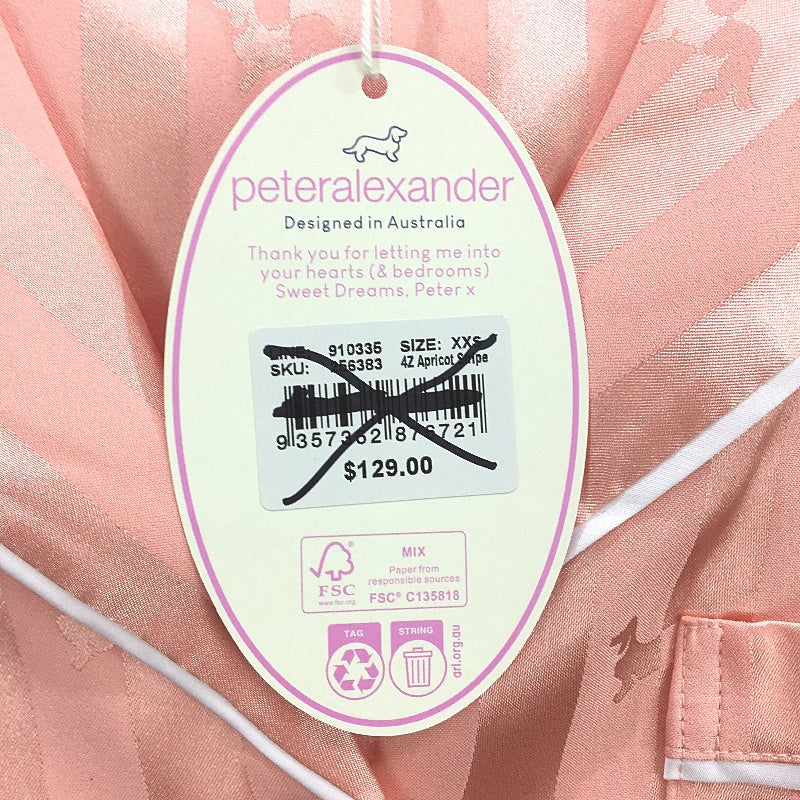 peteralexander
Designed in Australia
Thank you for letting me into
your hearts (& bedrooms)
Sweet Dreams, Peter x
LINE: 910335 SIZE: XXS
SKU: 4Z Apricot Stripe
$129.00
FSC®
www.fsc.org
MIX
Paper from
responsible sources
FSC® C135818
TAG
STRING
arl.org.au